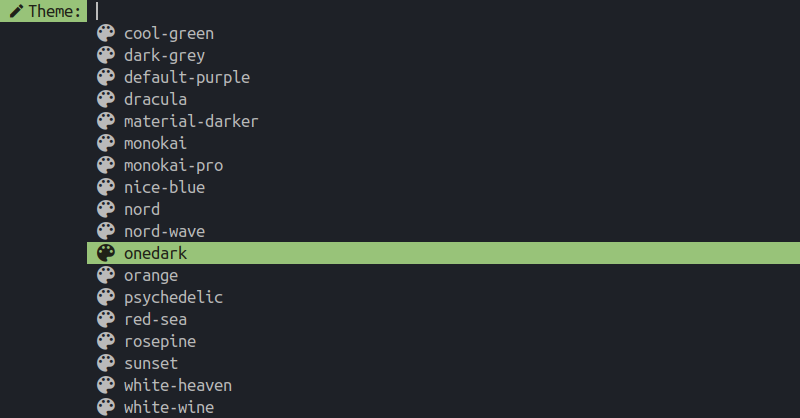 Theme:
cool-green
dark-grey
default-purple
dracula
material-darker
monokai
monokai-pro
nice-blue
nord
nord-wave
onedark
orange
psychedelic
red-sea
rosepine
sunset
white-heaven
white-wine